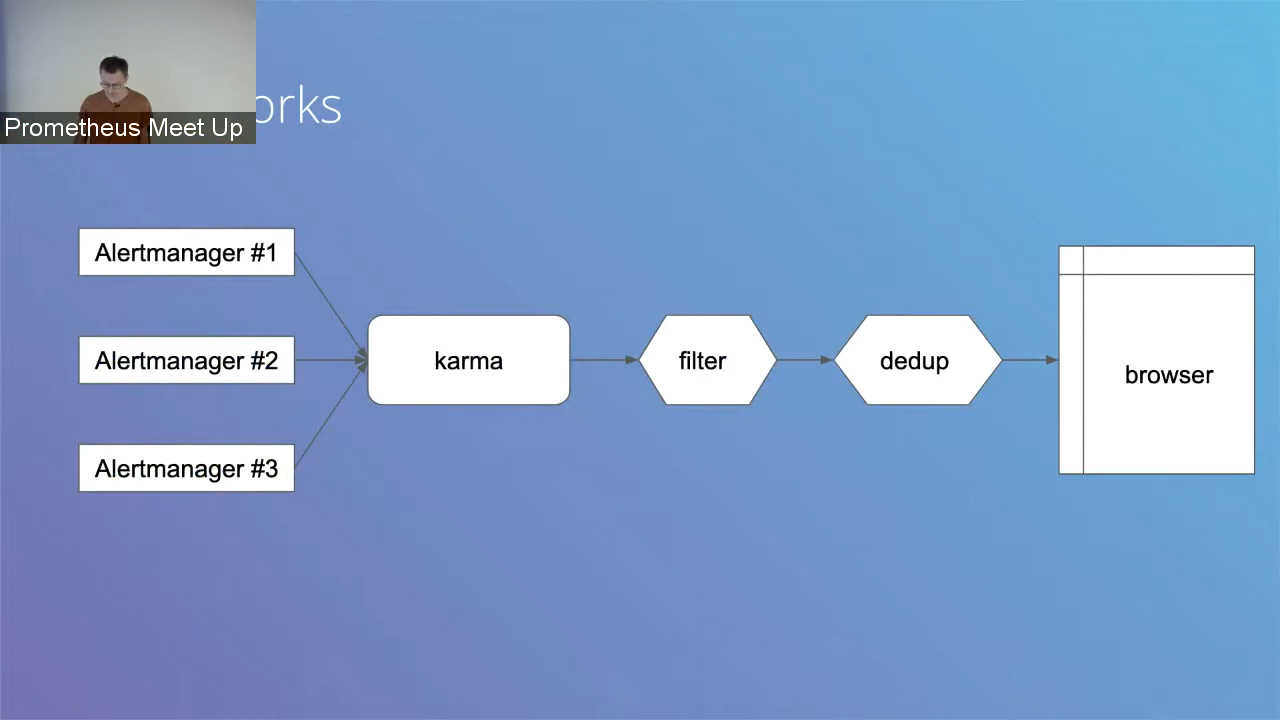 orks
Prometheus Meet Up
Alertmanager #1
Alertmanager #2
Alertmanager #3
karma
filter
dedup
browser